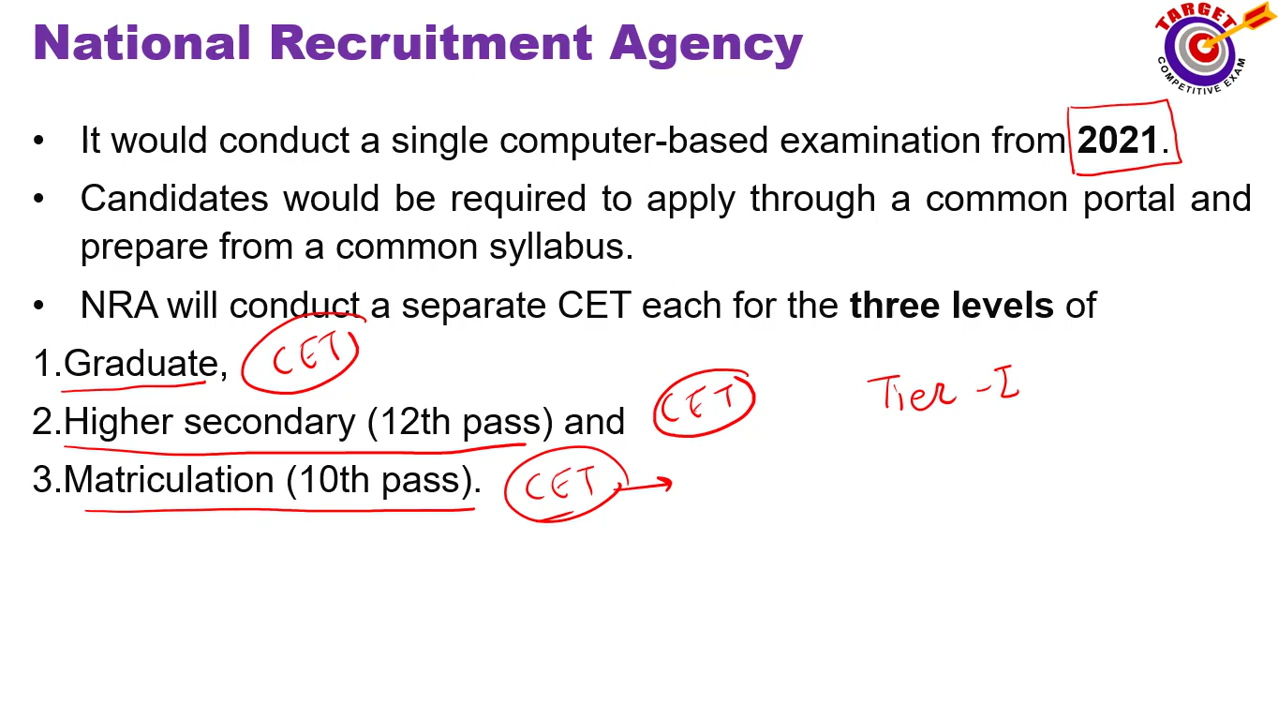 National Recruitment Agency
TARGET
COMPETITIVE EXAM
• It would conduct a single computer-based examination from 2021.
• Candidates would be required to apply through a common portal and
prepare from a common syllabus.
• NRA will conduct a separate CET each for the three levels of
1.Graduate, CET
2.Higher secondary (12th pass) and CET
Tier - I
3.Matriculation (10th pass). CET